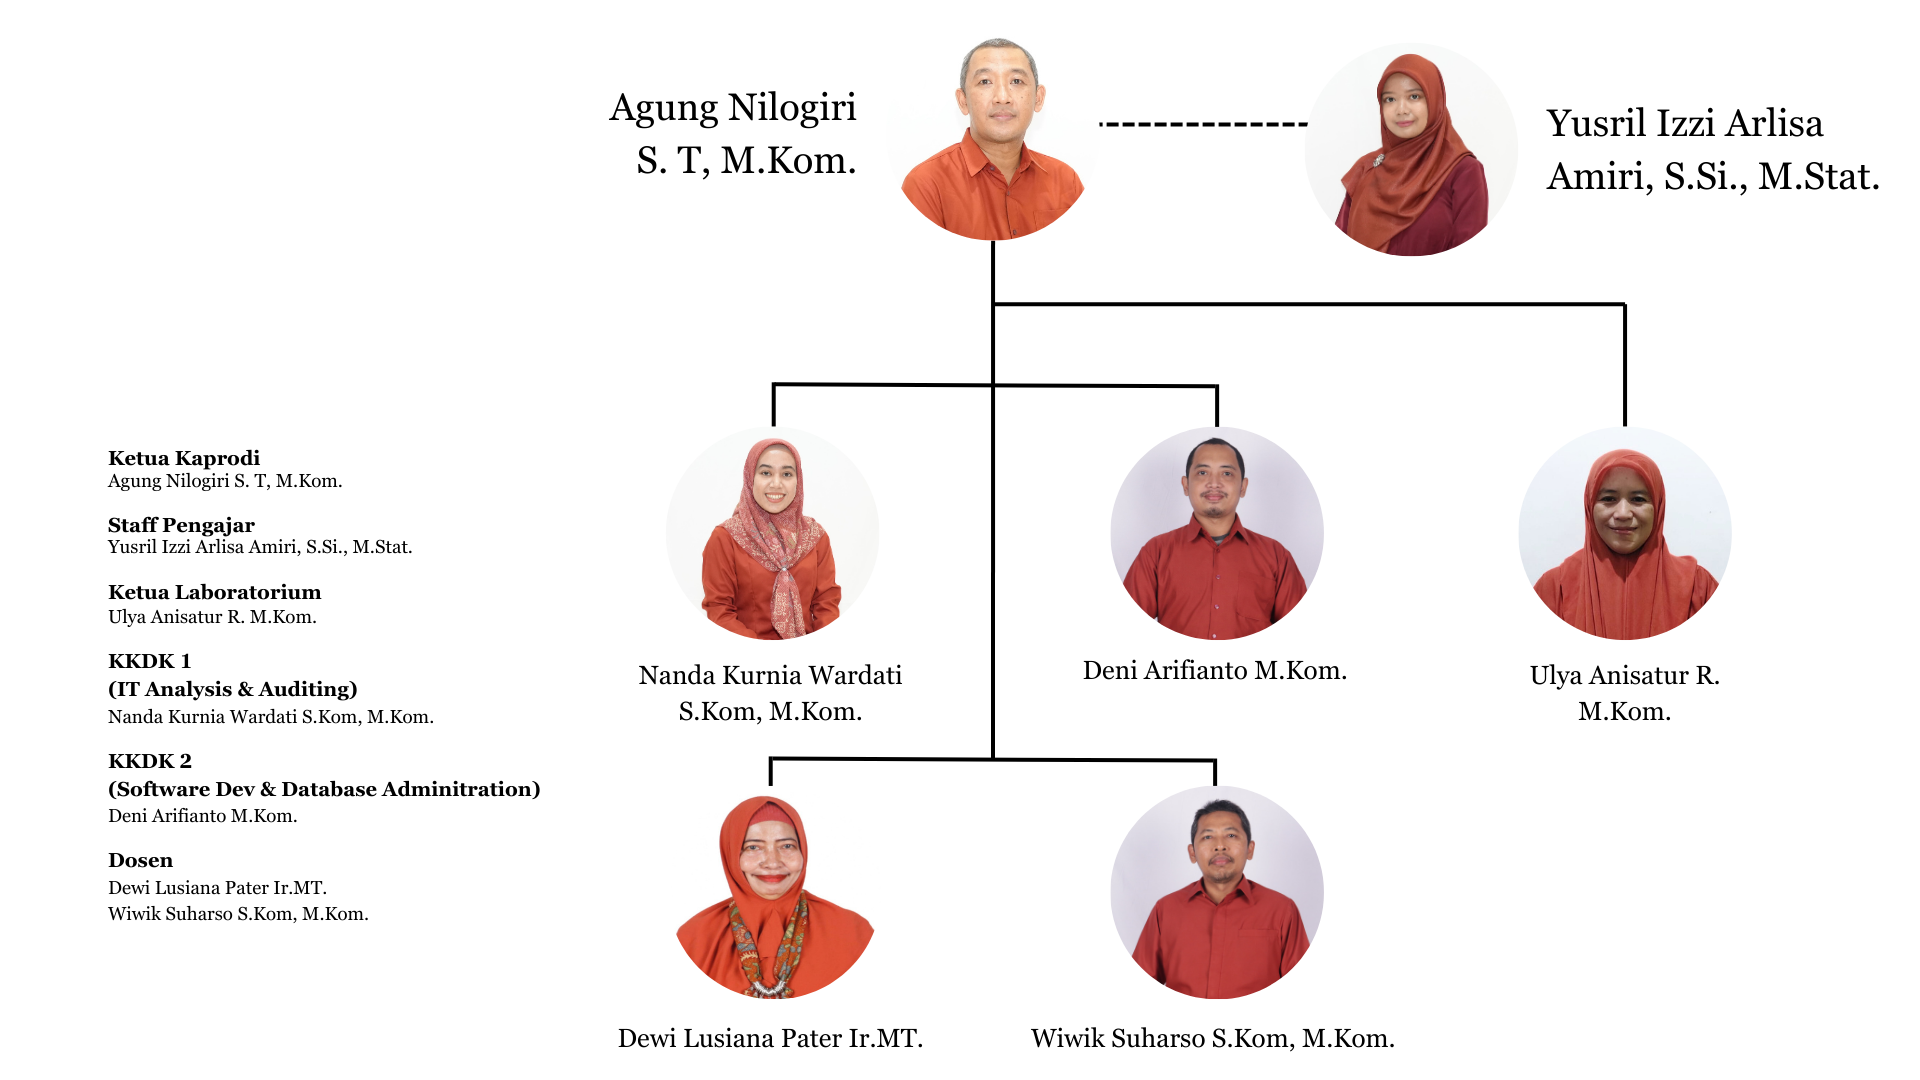 Agung Nilogiri
S. T, M.Kom.
Yusril Izzi Arlisa
Amiri, S.Si., M.Stat.
Ketua Kaprodi
Agung Nilogiri S. T, M.Kom.
Staff Pengajar
Yusril Izzi Arlisa Amiri, S.Si., M.Stat.
Ketua Laboratorium
Ulya Anisatur R. M.Kom.
KKDK 1
(IT Analysis & Auditing)
Nanda Kurnia Wardati S.Kom, M.Kom.
KKDK 2
(Software Dev & Database Adminitration)
Deni Arifianto M.Kom.
Dosen
Dewi Lusiana Pater Ir.MT.
Wiwik Suharso S.Kom, M.Kom.
Nanda Kurnia Wardati
S.Kom, M.Kom.
Deni Arifianto M.Kom.
Ulya Anisatur R.
M.Kom.
Dewi Lusiana Pater Ir.MT.
Wiwik Suharso S.Kom, M.Kom.